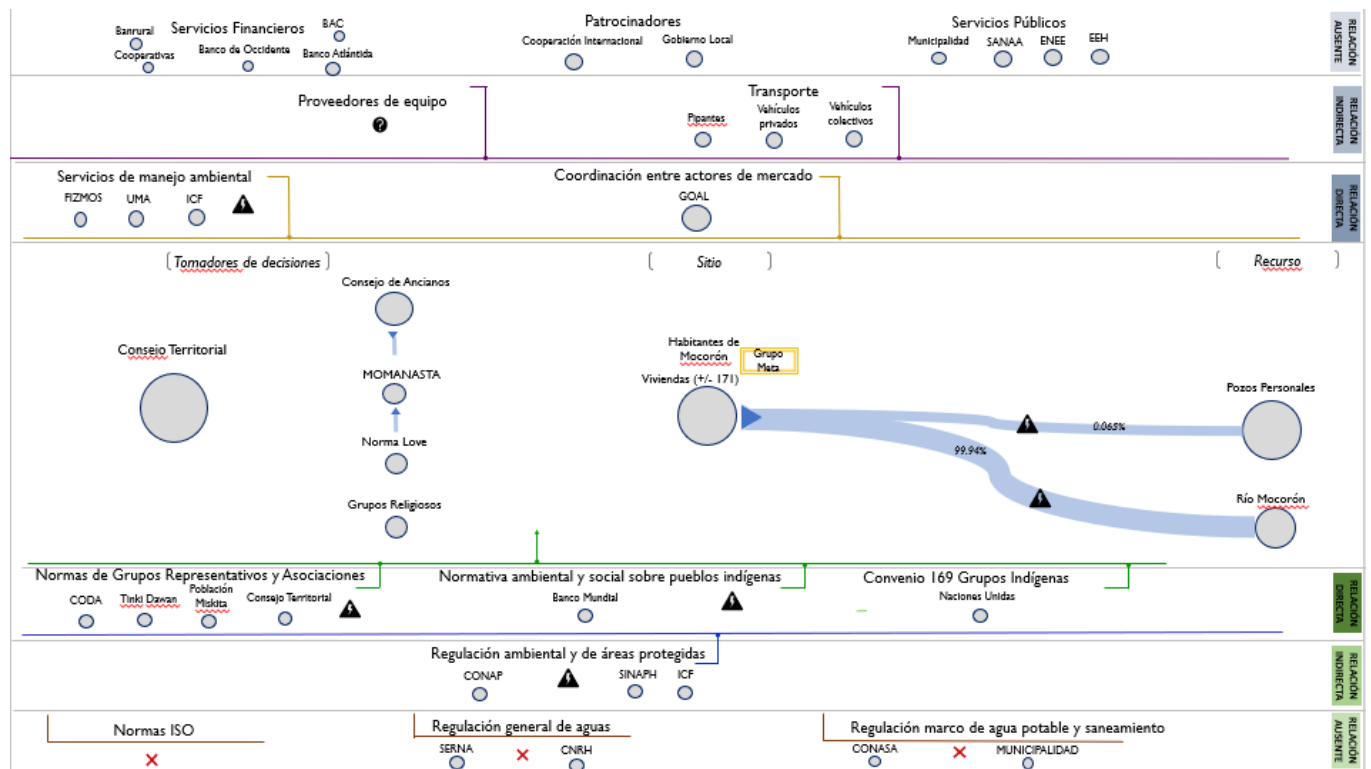 Servicios Financieros
Banrural
BAC
Cooperativas
Banco de Occidente
Banco Atlántida
Patrocinadores
Cooperación Internacional
Gobierno Local
Servicios Públicos
Municipalidad
SANAA
ENEE
EEH
RELACIÓN
AUSENTE
Proveedores de equipo
?
Transporte
Pipantes
Vehículos
privados
Vehículos
colectivos
RELACIÓN
INDIRECTA
Servicios de manejo ambiental
FIZMOS
UMA
ICF
Coordinación entre actores de mercado
GOAL
RELACIÓN
DIRECTA
[ Tomadores de decisiones ]
[ Sitio ]
[ Recurso ]
Consejo de Ancianos
Consejo Territorial
MOMANASTA
Norma Love
Grupos Religiosos
Habitantes de
Mocorón
Viviendas (+/- 171)
Grupo
Meta
Pozos Personales
0.065%
99.94%
Río Mocorón
Normas de Grupos Representativos y Asociaciones
CODA
Tinki Dawan
Población
Miskita
Consejo Territorial
Normativa ambiental y social sobre pueblos indígenas
Banco Mundial
Convenio 169 Grupos Indígenas
Naciones Unidas
RELACIÓN
DIRECTA
Regulación ambiental y de áreas protegidas
CONAP
SINAPH
ICF
RELACIÓN
INDIRECTA
Normas ISO
Regulación general de aguas
SERNA
CNRH
Regulación marco de agua potable y saneamiento
CONASA
MUNICIPALIDAD
RELACIÓN
AUSENTE